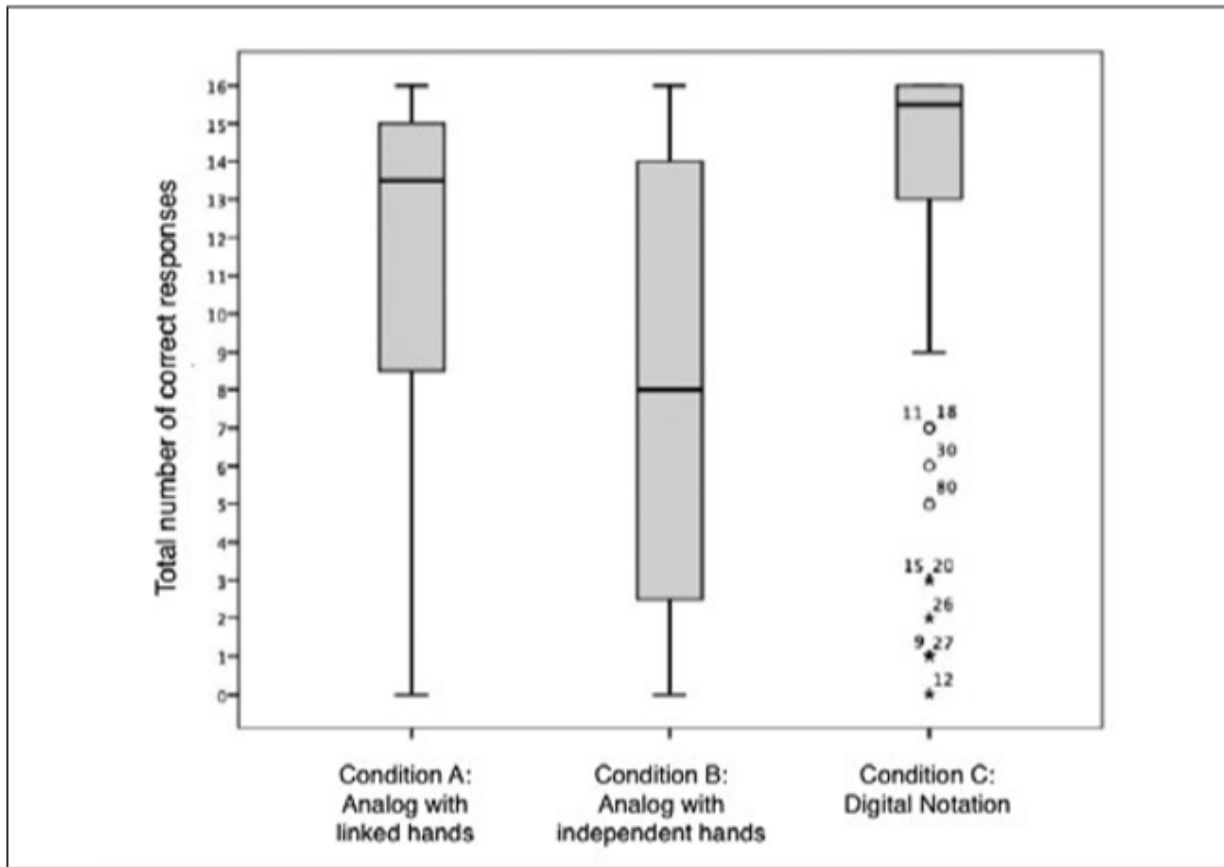 Total number of correct responses
16
15
14
13
12
11
10
9
8
7
6
5
4
3
2
1
0
11 18
30
80
15 20
26
9 27
12
Condition A:
Analog with
linked hands
Condition B:
Analog with
independent hands
Condition C:
Digital Notation